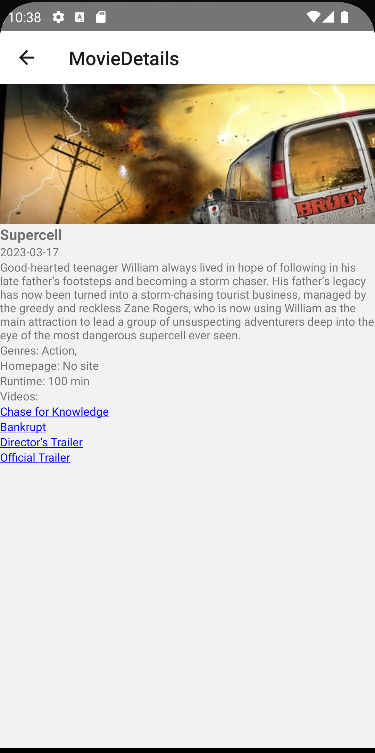 10:38
MovieDetails
BRODY
Supercell
2023-03-17
Good-hearted teenager William always lived in hope of following in his
late father's footsteps and becoming a storm chaser. His father's legacy
has now been turned into a storm-chasing tourist business, managed by
the greedy and reckless Zane Rogers, who is now using William as the
main attraction to lead a group of unsuspecting adventurers deep into the
eye of the most dangerous supercell ever seen.
Genres: Action,
Homepage: No site
Runtime: 100 min
Videos:
Chase for Knowledge
Bankrupt
Director's Trailer
Official Trailer